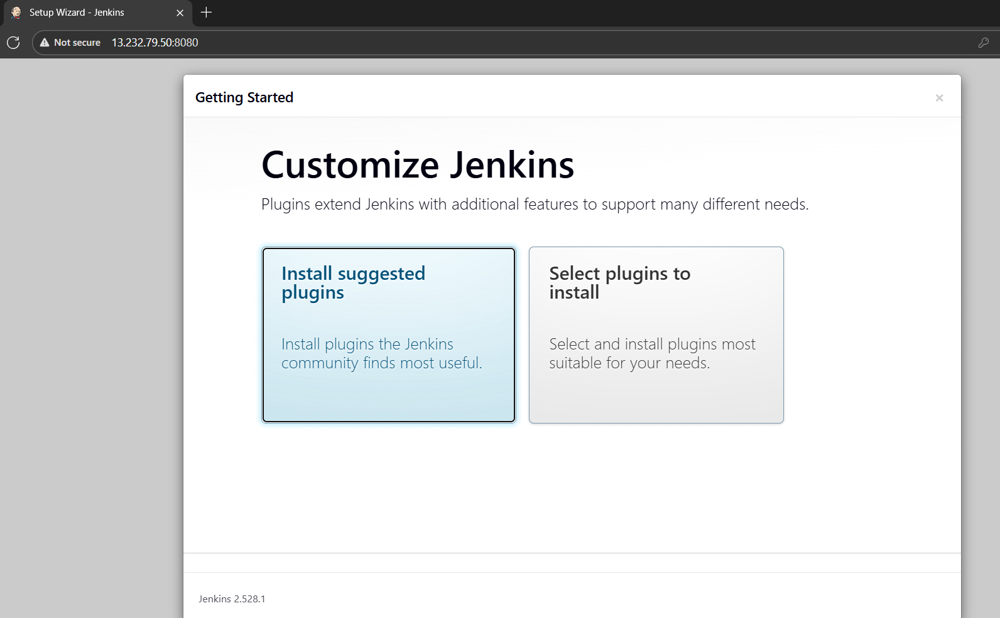 Setup Wizard - Jenkins
Not secure 13.232.79.50:8080
Getting Started
Customize Jenkins
Plugins extend Jenkins with additional features to support many different needs.
Install suggested
plugins
Install plugins the Jenkins
community finds most useful.
Select plugins to
install
Select and install plugins most
suitable for your needs.
Jenkins 2.528.1